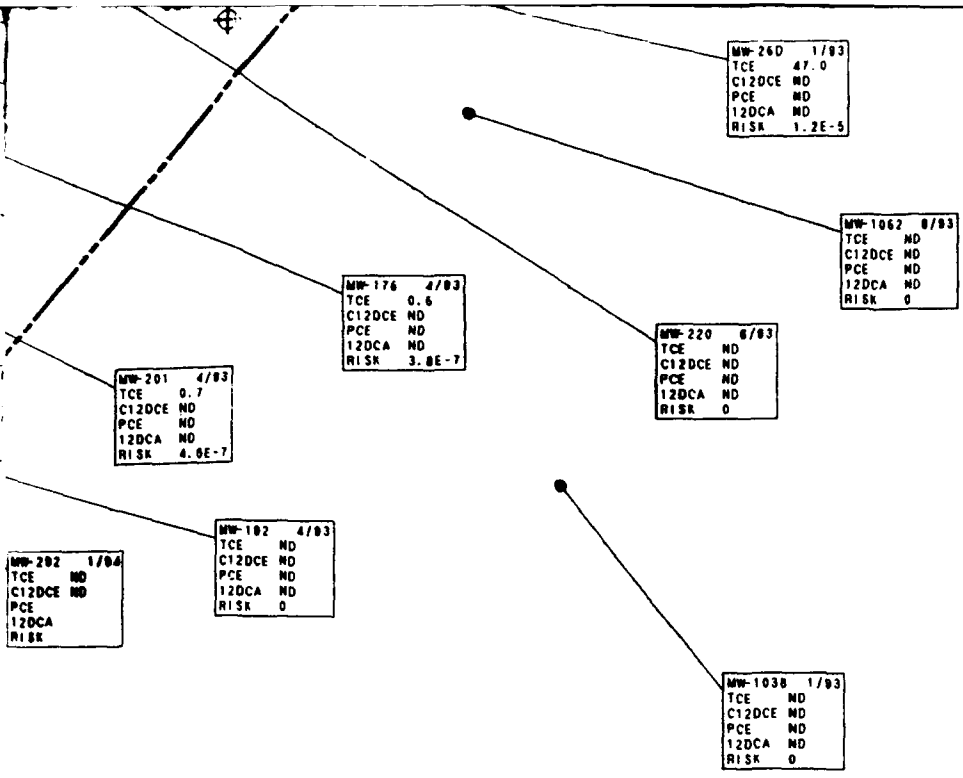 MW-26D 1/93
TCE 47.0
C12DCE ND
PCE ND
12DCA ND
RISK 1.2E-5
MW-1062 8/93
TCE ND
C12DCE ND
PCE ND
12DCA ND
RISK 0
MW-176 4/93
TCE 0.6
C12DCE ND
PCE ND
12DCA ND
RISK 3.8E-7
MW-220 6/93
TCE ND
C12DCE ND
PCE ND
12DCA ND
RISK 0
MW-201 4/93
TCE 0.7
C12DCE ND
PCE ND
12DCA ND
RISK 4.6E-7
MW-192 4/93
TCE ND
C12DCE ND
PCE ND
12DCA ND
RISK 0
MW-292 1/94
TCE ND
C12DCE ND
PCE
12DCA
RISK
MW-1038 1/93
TCE ND
C12DCE ND
PCE ND
12DCA ND
RISK 0